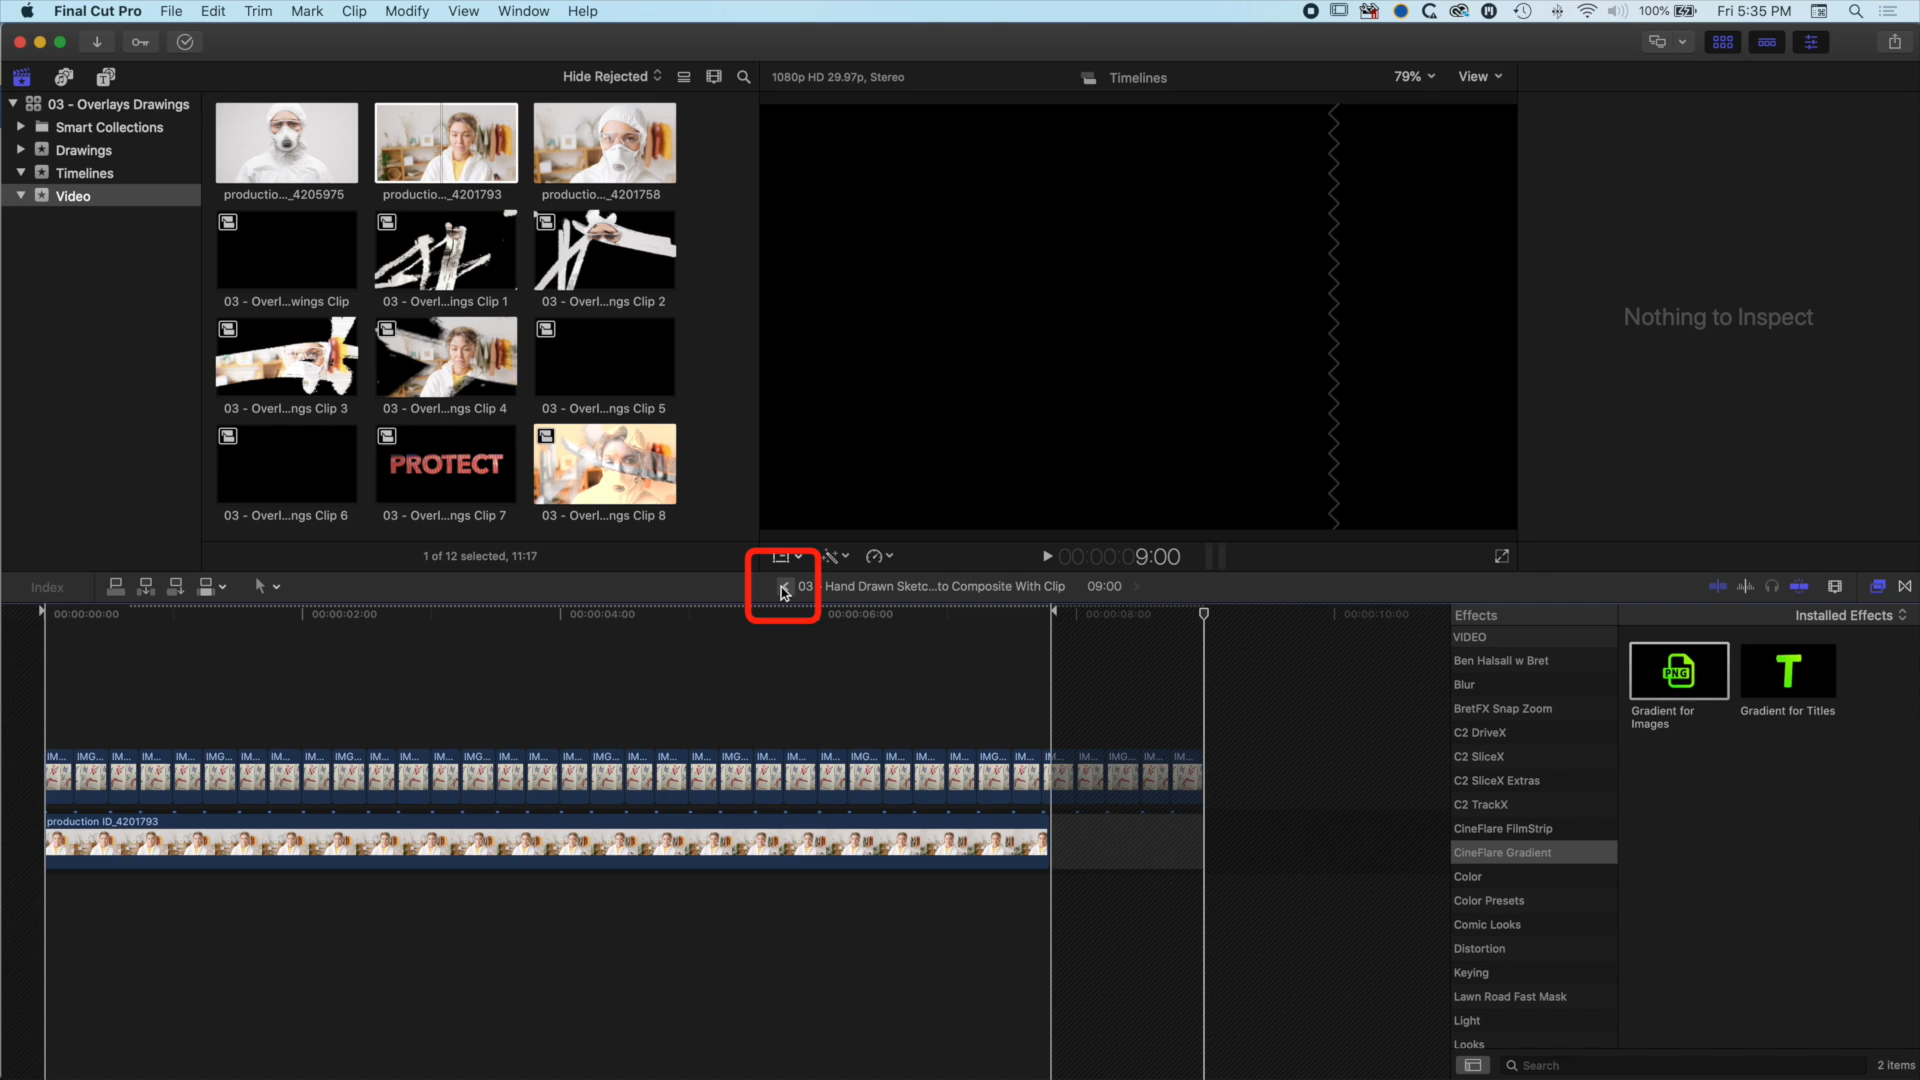 Final Cut Pro File Edit Trim Mark Clip Modify View Window Help 100% Fri 5:35 PM
Hide Rejected 1080p HD 29.97p, Stereo Timelines 79% View
03 - Overlays Drawings
Smart Collections
Drawings
Timelines
Video
productio..._4205975 productio..._4201793 productio..._4201758
03 - Overl...wings Clip 03 - Overl...ings Clip 1 03 - Overl...ngs Clip 2
03 - Overl...ngs Clip 3 03 - Overl...ngs Clip 4 03 - Overl...ngs Clip 5
PROTECT
03 - Overl...ngs Clip 6 03 - Overl...ngs Clip 7 03 - Overl...ngs Clip 8
Nothing to Inspect
1 of 12 selected, 11:17
00:00:09:00
Index
03 - Hand Drawn Sketc...to Composite With Clip 09:00
00:00:00:00 00:00:02:00 00:00:04:00 00:00:06:00 00:00:08:00 00:00:10:00
IM... IMG... IM... IM... IM... IMG... IM... IM... IM... IMG... IM... IM... IM... IMG... IM... IM... IM... IMG... IM... IM... IM... IMG... IM... IM... IM... IMG... IM... IM... IM... IMG... IM... IM... IM... IMG... IM... IM...
production ID_4201793
Effects
Installed Effects
VIDEO
Ben Halsall w Bret
Blur
BretFX Snap Zoom
C2 DriveX
C2 SliceX
C2 SliceX Extras
C2 TrackX
CineFlare FilmStrip
CineFlare Gradient
Color
Color Presets
Comic Looks
Distortion
Keying
Lawn Road Fast Mask
Light
Looks
PNG T
Gradient for Images
Gradient for Titles
Search
2 items